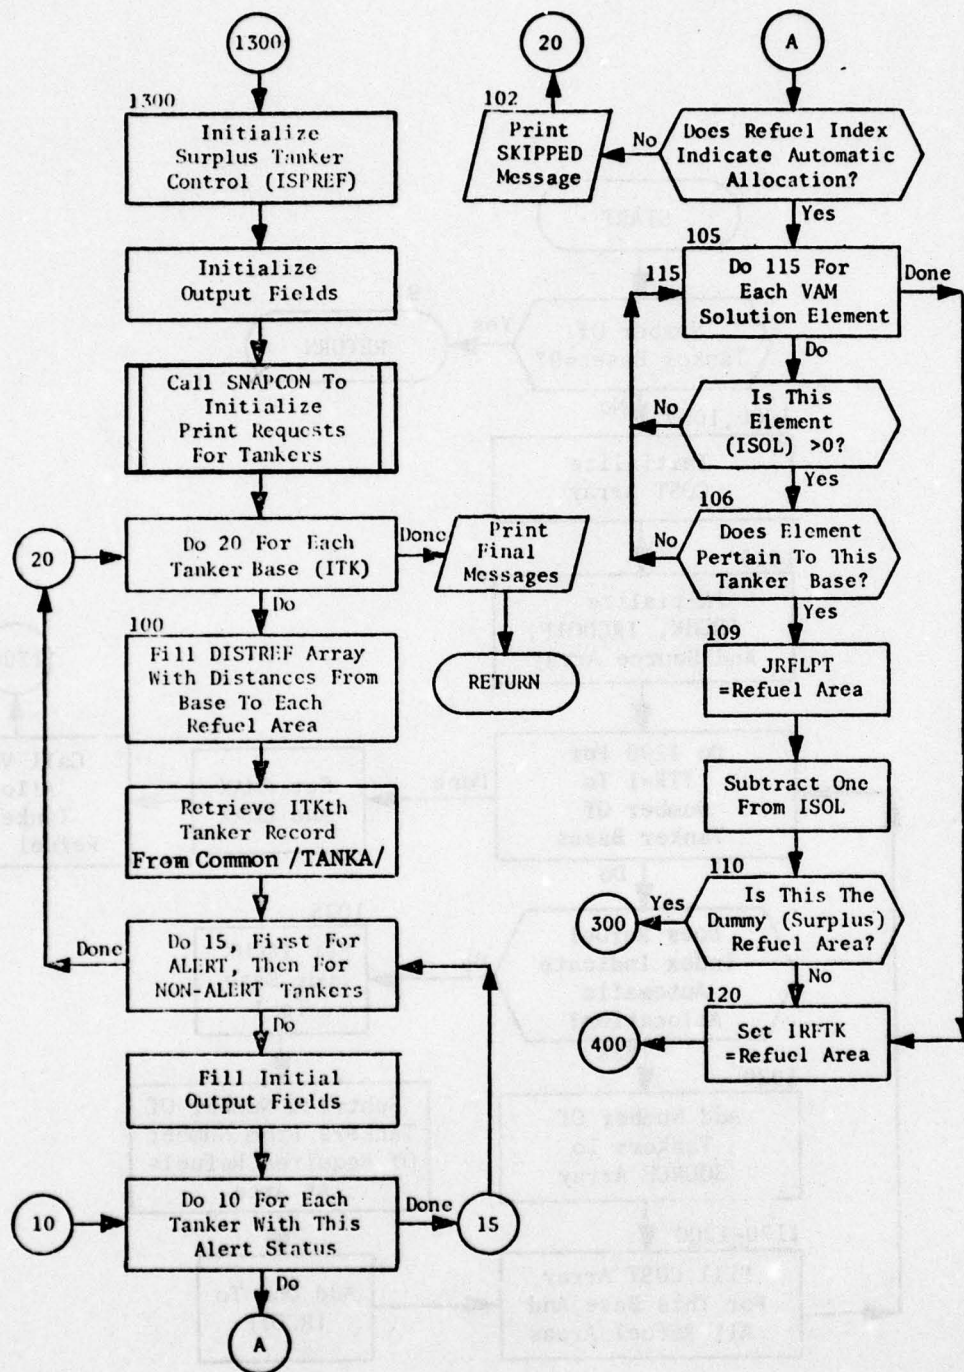 1300
1300
Initialize
Surplus Tanker
Control (ISPREF)
Initialize
Output Fields
Call SNAPCON To
Initialize
Print Requests
For Tankers
20
Do 20 For Each
Tanker Base (ITK)
Done
Print
Final
Messages
RETURN
Do
100
Fill DISTREF Array
With Distances From
Base To Each
Refuel Area
Retrieve ITKth
Tanker Record
From Common /TANKA/
Done
Do 15, First For
ALERT, Then For
NON-ALERT Tankers
Do
Fill Initial
Output Fields
10
Do 10 For Each
Tanker With This
Alert Status
Done
15
Do
A
20
102
Print
SKIPPED
Message
A
No
Does Refuel Index
Indicate Automatic
Allocation?
Yes
105
115
Do 115 For
Each VAM
Solution Element
Done
Do
No
Is This
Element
(ISOL) >0?
Yes
106
No
Does Element
Pertain To This
Tanker Base?
Yes
109
JRFLPT
=Refuel Area
Subtract One
From ISOL
110
300
Yes
Is This The
Dummy (Surplus)
Refuel Area?
No
120
400
Set IRFTK
=Refuel Area